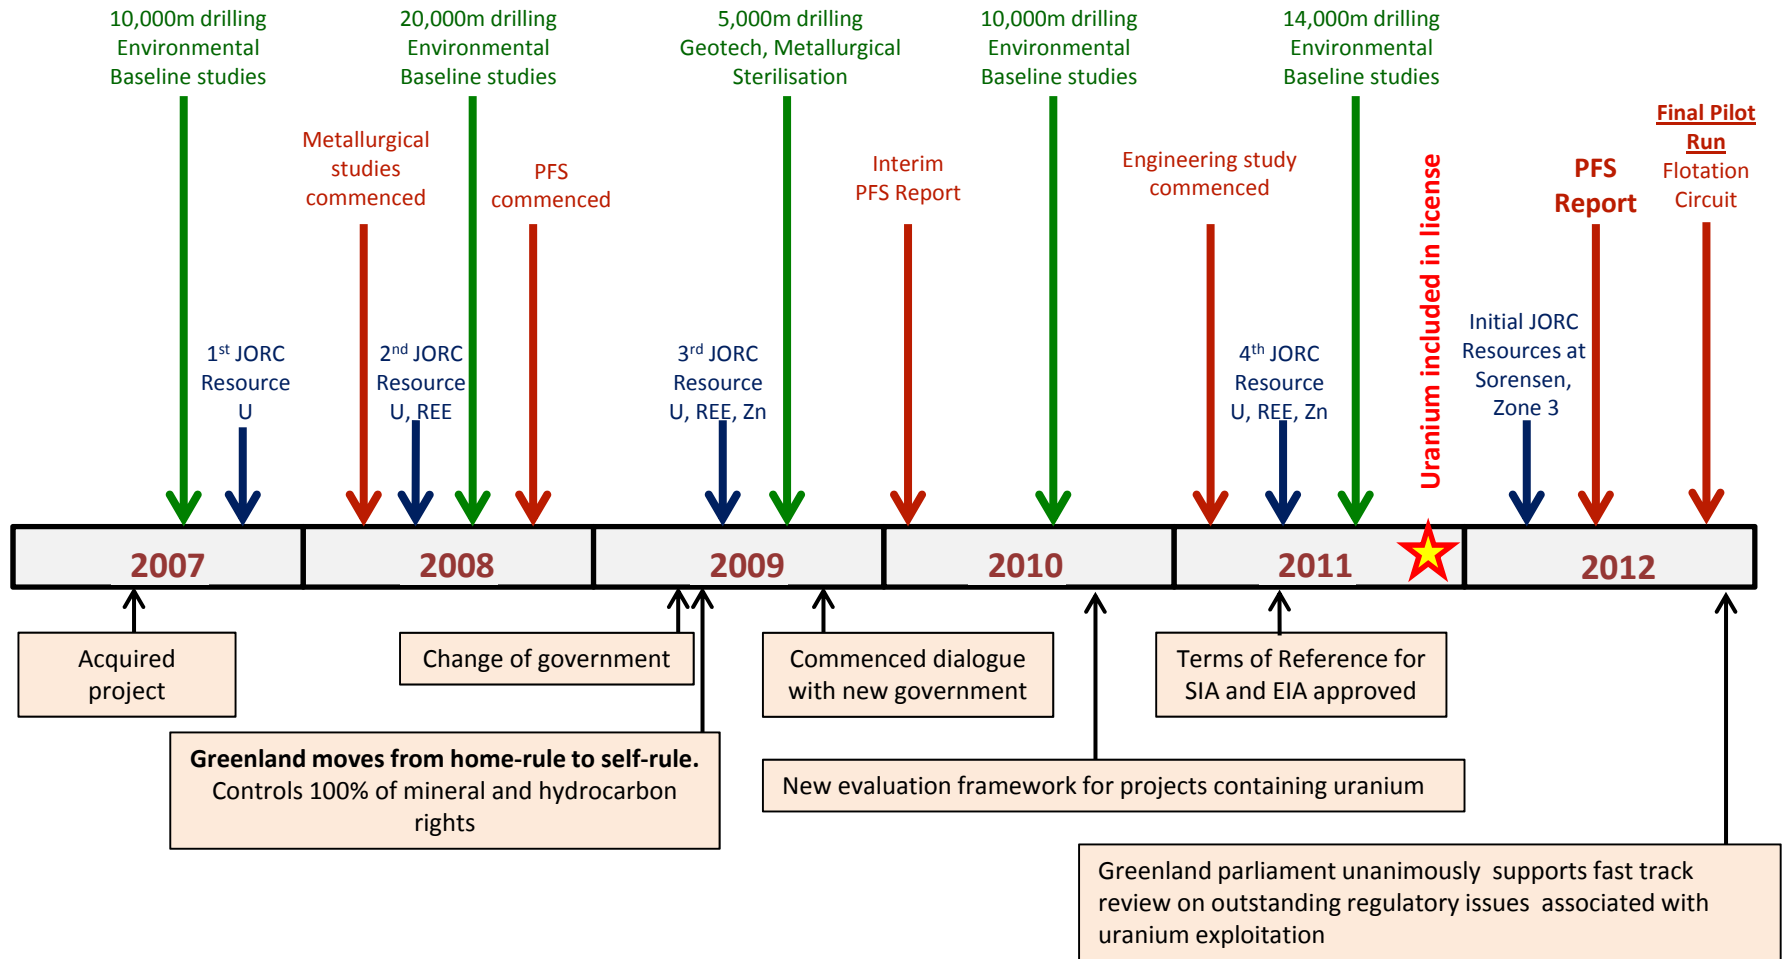 10,000m drilling
Environmental
Baseline studies
20,000m drilling
Environmental
Baseline studies
5,000m drilling
Geotech, Metallurgical
Sterilisation
10,000m drilling
Environmental
Baseline studies
14,000m drilling
Environmental
Baseline studies
Metallurgical
studies
commenced
PFS
commenced
Interim
PFS Report
Engineering study
commenced
Uranium included in license
PFS
Report
Final Pilot
Run
Flotation
Circuit
1st JORC
Resource
U
2nd JORC
Resource
U, REE
3rd JORC
Resource
U, REE, Zn
4th JORC
Resource
U, REE, Zn
Initial JORC
Resources at
Sorensen,
Zone 3
2007
2008
2009
2010
2011
2012
Acquired
project
Change of government
Commenced dialogue
with new government
Terms of Reference for
SIA and EIA approved
Greenland moves from home-rule to self-rule.
Controls 100% of mineral and hydrocarbon
rights
New evaluation framework for projects containing uranium
Greenland parliament unanimously supports fast track
review on outstanding regulatory issues associated with
uranium exploitation